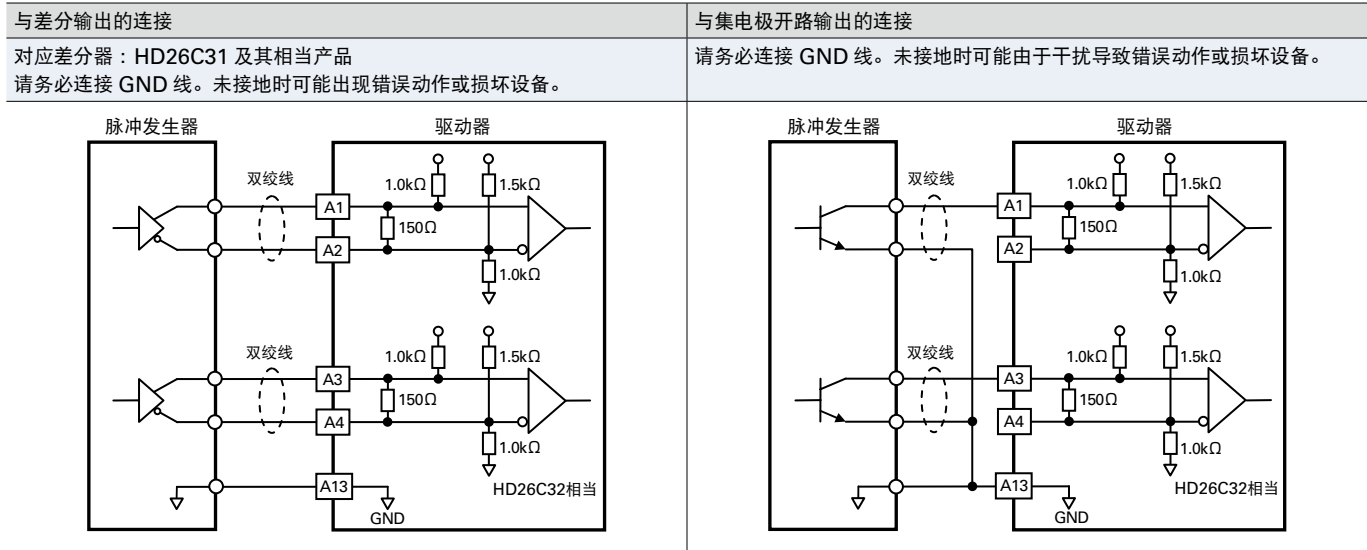 与差分输出的连接
对应差分器：HD26C31 及其相当产品
请务必连接 GND 线。未接地时可能出现错误动作或损坏设备。
脉冲发生器
驱动器
双绞线
1.0kΩ
1.5kΩ
A1
150Ω
A2
1.0kΩ
双绞线
1.0kΩ
1.5kΩ
A3
150Ω
A4
1.0kΩ
A13
HD26C32相当
GND
与集电极开路输出的连接
请务必连接 GND 线。未接地时可能由于干扰导致错误动作或损坏设备。
脉冲发生器
驱动器
双绞线
1.0kΩ
1.5kΩ
A1
150Ω
A2
1.0kΩ
双绞线
1.0kΩ
1.5kΩ
A3
150Ω
A4
1.0kΩ
A13
HD26C32相当
GND